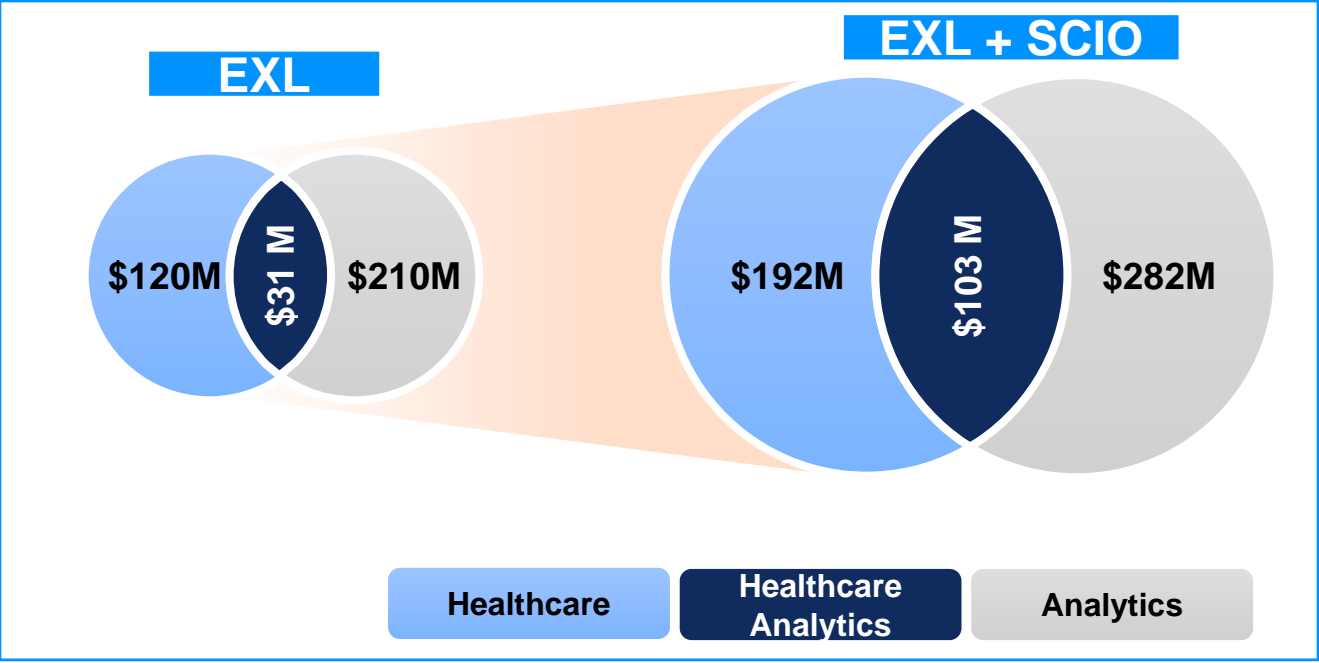 EXL
EXL + SCIO
$120M
$31 M
$210M
$192M
$103 M
$282M
Healthcare
Healthcare
Analytics
Analytics